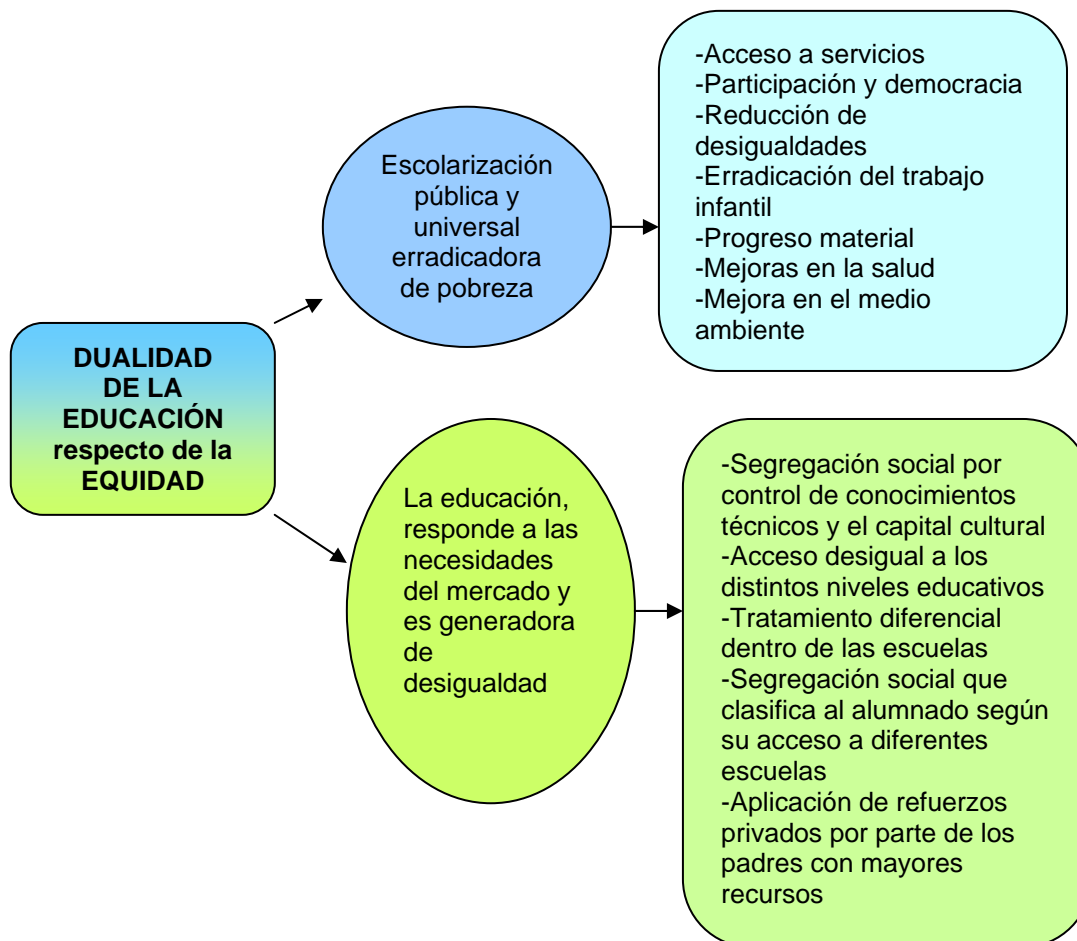 DUALIDAD
DE LA
EDUCACIÓN
respecto de la
EQUIDAD
Escolarización
pública y
universal
erradicadora
de pobreza
-Acceso a servicios
-Participación y democracia
-Reducción de
desigualdades
-Erradicación del trabajo
infantil
-Progreso material
-Mejoras en la salud
-Mejora en el medio
ambiente
La educación,
responde a las
necesidades
del mercado y
es generadora
de
desigualdad
-Segregación social por
control de conocimientos
técnicos y el capital cultural
-Acceso desigual a los
distintos niveles educativos
-Tratamiento diferencial
dentro de las escuelas
-Segregación social que
clasifica al alumnado según
su acceso a diferentes
escuelas
-Aplicación de refuerzos
privados por parte de los
padres con mayores
recursos